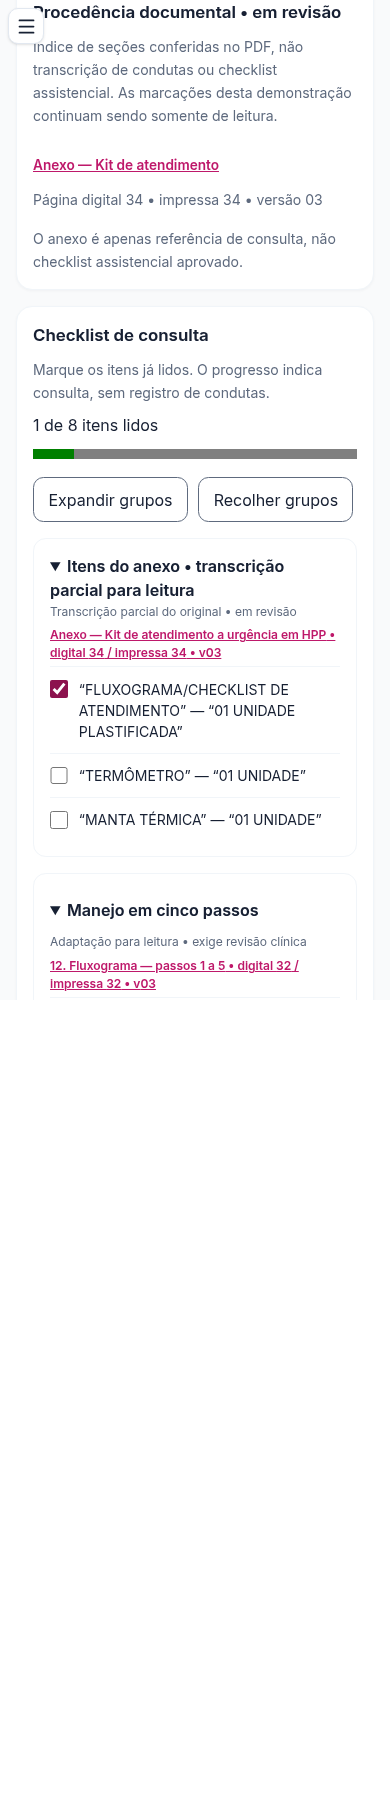 Procedência documental • em revisão
Índice de seções conferidas no PDF, não
transcrição de condutas ou checklist
assistencial. As marcações desta demonstração
continuam sendo somente de leitura.
Anexo — Kit de atendimento
Página digital 34 • impressa 34 • versão 03
O anexo é apenas referência de consulta, não
checklist assistencial aprovado.
Checklist de consulta
Marque os itens já lidos. O progresso indica
consulta, sem registro de condutas.
1 de 8 itens lidos
Expandir grupos
Recolher grupos
Itens do anexo • transcrição
parcial para leitura
Transcrição parcial do original • em revisão
Anexo — Kit de atendimento a urgência em HPP •
digital 34 / impressa 34 • v03
“FLUXOGRAMA/CHECKLIST DE
ATENDIMENTO” — “01 UNIDADE
PLASTIFICADA”
“TERMÔMETRO” — “01 UNIDADE”
“MANTA TÉRMICA” — “01 UNIDADE”
Manejo em cinco passos
Adaptação para leitura • exige revisão clínica
12. Fluxograma — passos 1 a 5 • digital 32 /
impressa 32 • v03